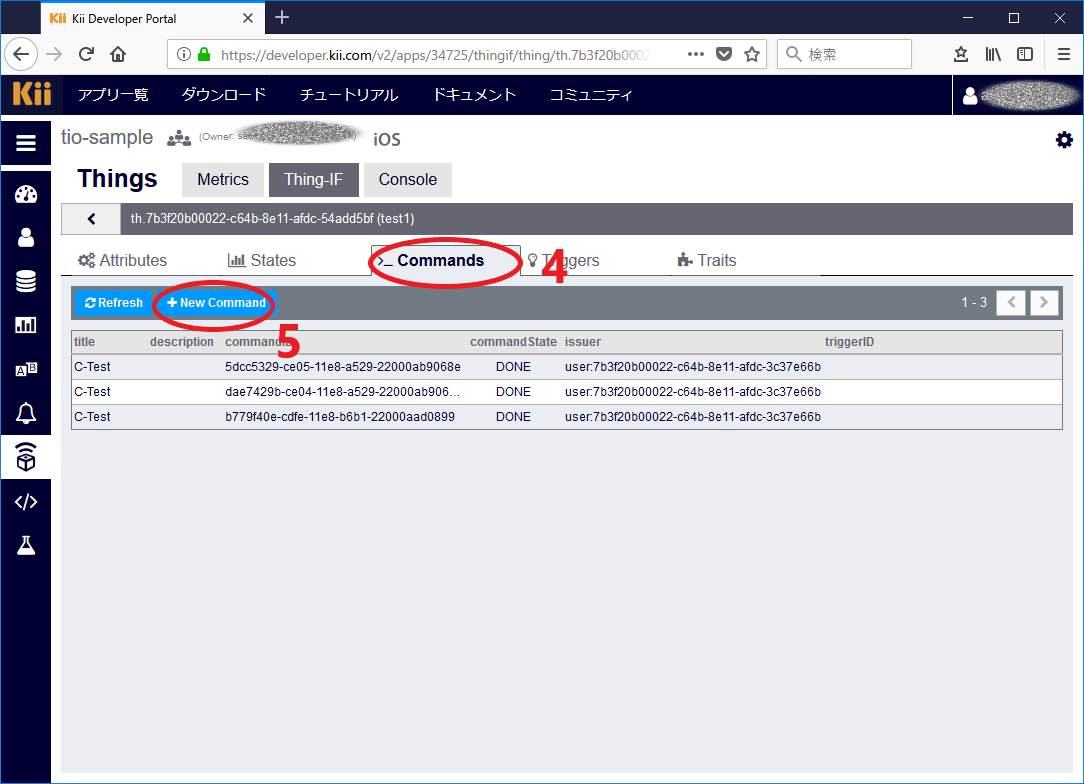 Kii Kii Developer Portal
https://developer.kii.com/v2/apps/34725/thingif/thing/th.7b3f20b0002
検索
Kii アプリ一覧 ダウンロード チュートリアル ドキュメント コミュニティ
tio-sample (Owner: iOS
Things Metrics Thing-IF Console
th.7b3f20b00022-c64b-8e11-afdc-54add5bf (test1)
Attributes States >_ Commands 4 Triggers Traits
Refresh + New Command 1 - 3
5
title description commandID commandState issuer triggerID
C-Test 5dcc5329-ce05-11e8-a529-22000ab9068e DONE user:7b3f20b00022-c64b-8e11-afdc-3c37e66b
C-Test dae7429b-ce04-11e8-a529-22000ab906... DONE user:7b3f20b00022-c64b-8e11-afdc-3c37e66b
C-Test b779f40e-cdfe-11e8-b6b1-22000aad0899 DONE user:7b3f20b00022-c64b-8e11-afdc-3c37e66b